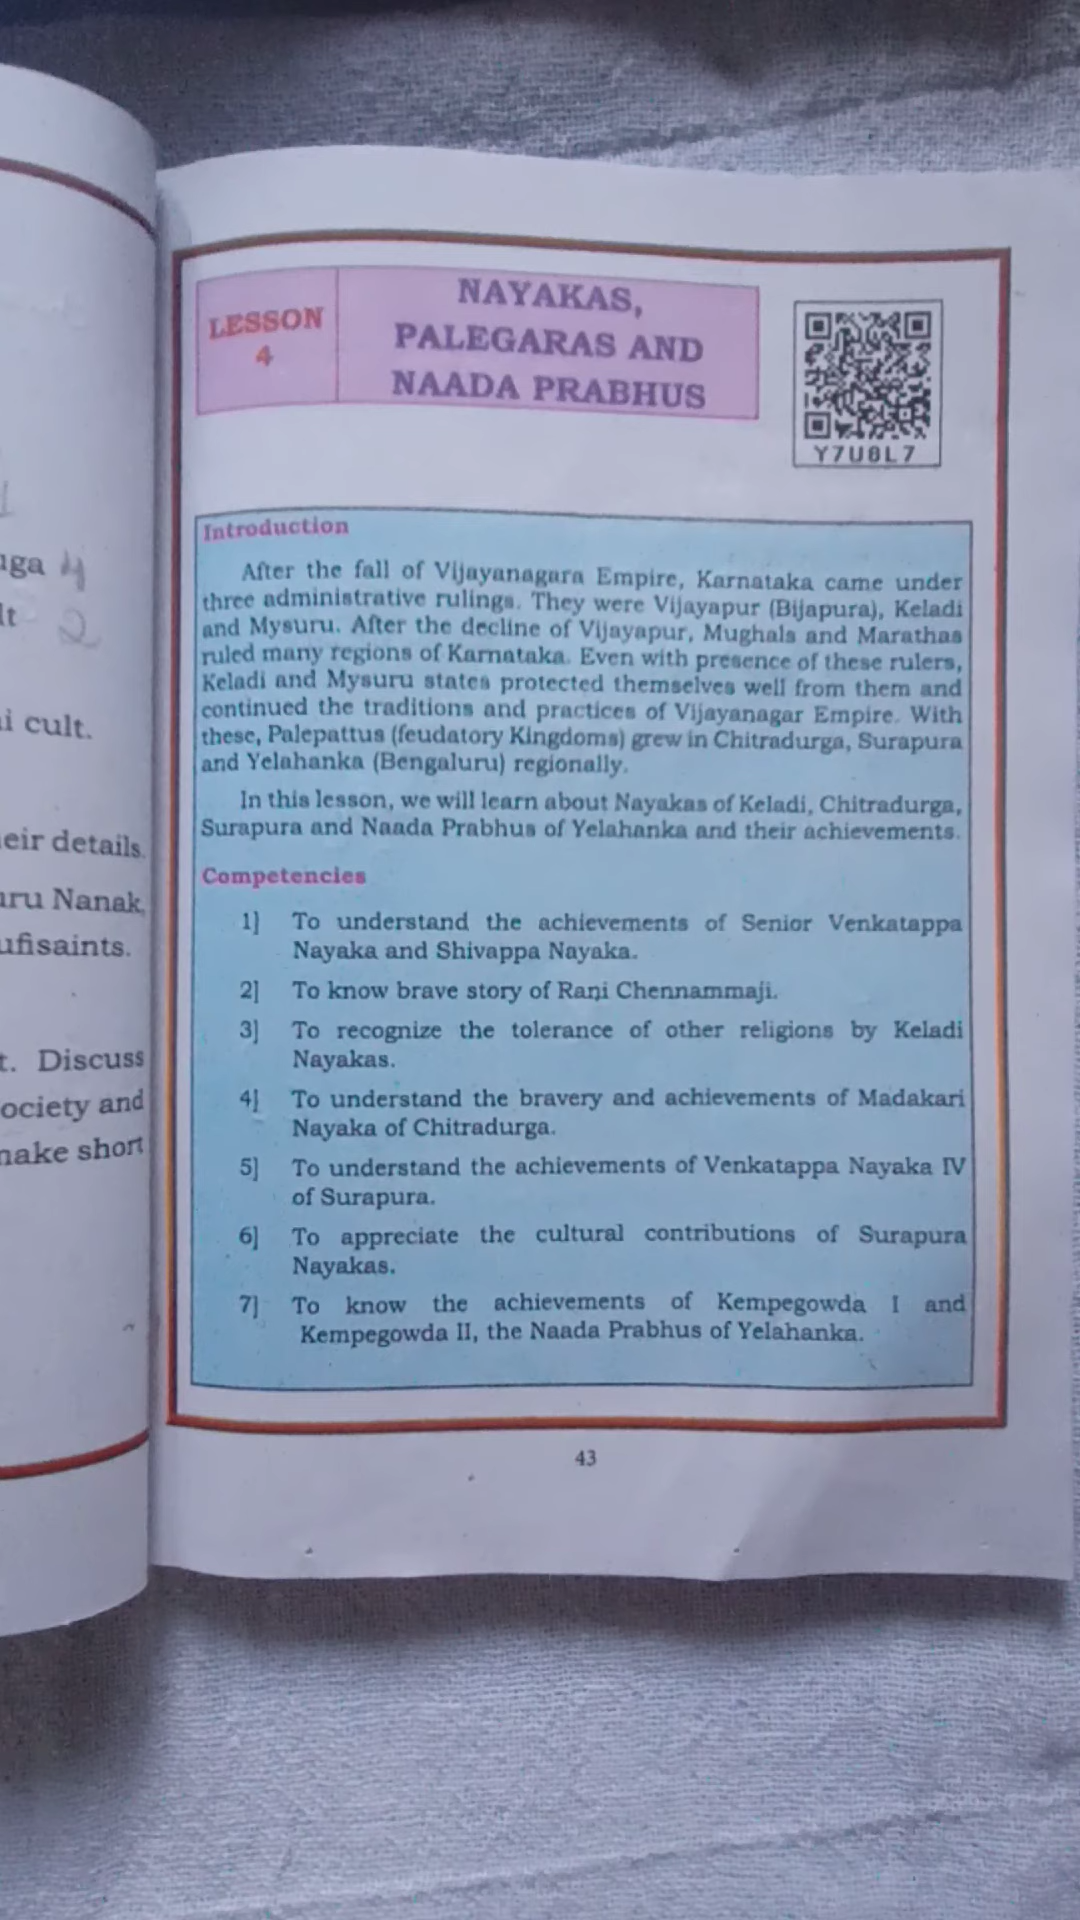 uga 4
lt 2
i cult.
eir details.
uru Nanak,
ufisaints.
t. Discuss
ociety and
make short
LESSON
4
NAYAKAS,
PALEGARAS AND
NAADA PRABHUS
Y7U8L7
Introduction
After the fall of Vijayanagara Empire, Karnataka came under
three administrative rulings. They were Vijayapur (Bijapura), Keladi
and Mysuru. After the decline of Vijayapur, Mughals and Marathas
ruled many regions of Karnataka. Even with presence of these rulers,
Keladi and Mysuru states protected themselves well from them and
continued the traditions and practices of Vijayanagar Empire. With
these, Palepattus (feudatory Kingdoms) grew in Chitradurga, Surapura
and Yelahanka (Bengaluru) regionally.
In this lesson, we will learn about Nayakas of Keladi, Chitradurga,
Surapura and Naada Prabhus of Yelahanka and their achievements.
Competencies
1] To understand the achievements of Senior Venkatappa
Nayaka and Shivappa Nayaka.
2] To know brave story of Rani Chennammaji.
3] To recognize the tolerance of other religions by Keladi
Nayakas.
4] To understand the bravery and achievements of Madakari
Nayaka of Chitradurga.
5] To understand the achievements of Venkatappa Nayaka IV
of Surapura.
6] To appreciate the cultural contributions of Surapura
Nayakas.
7] To know the achievements of Kempegowda I and
Kempegowda II, the Naada Prabhus of Yelahanka.
43